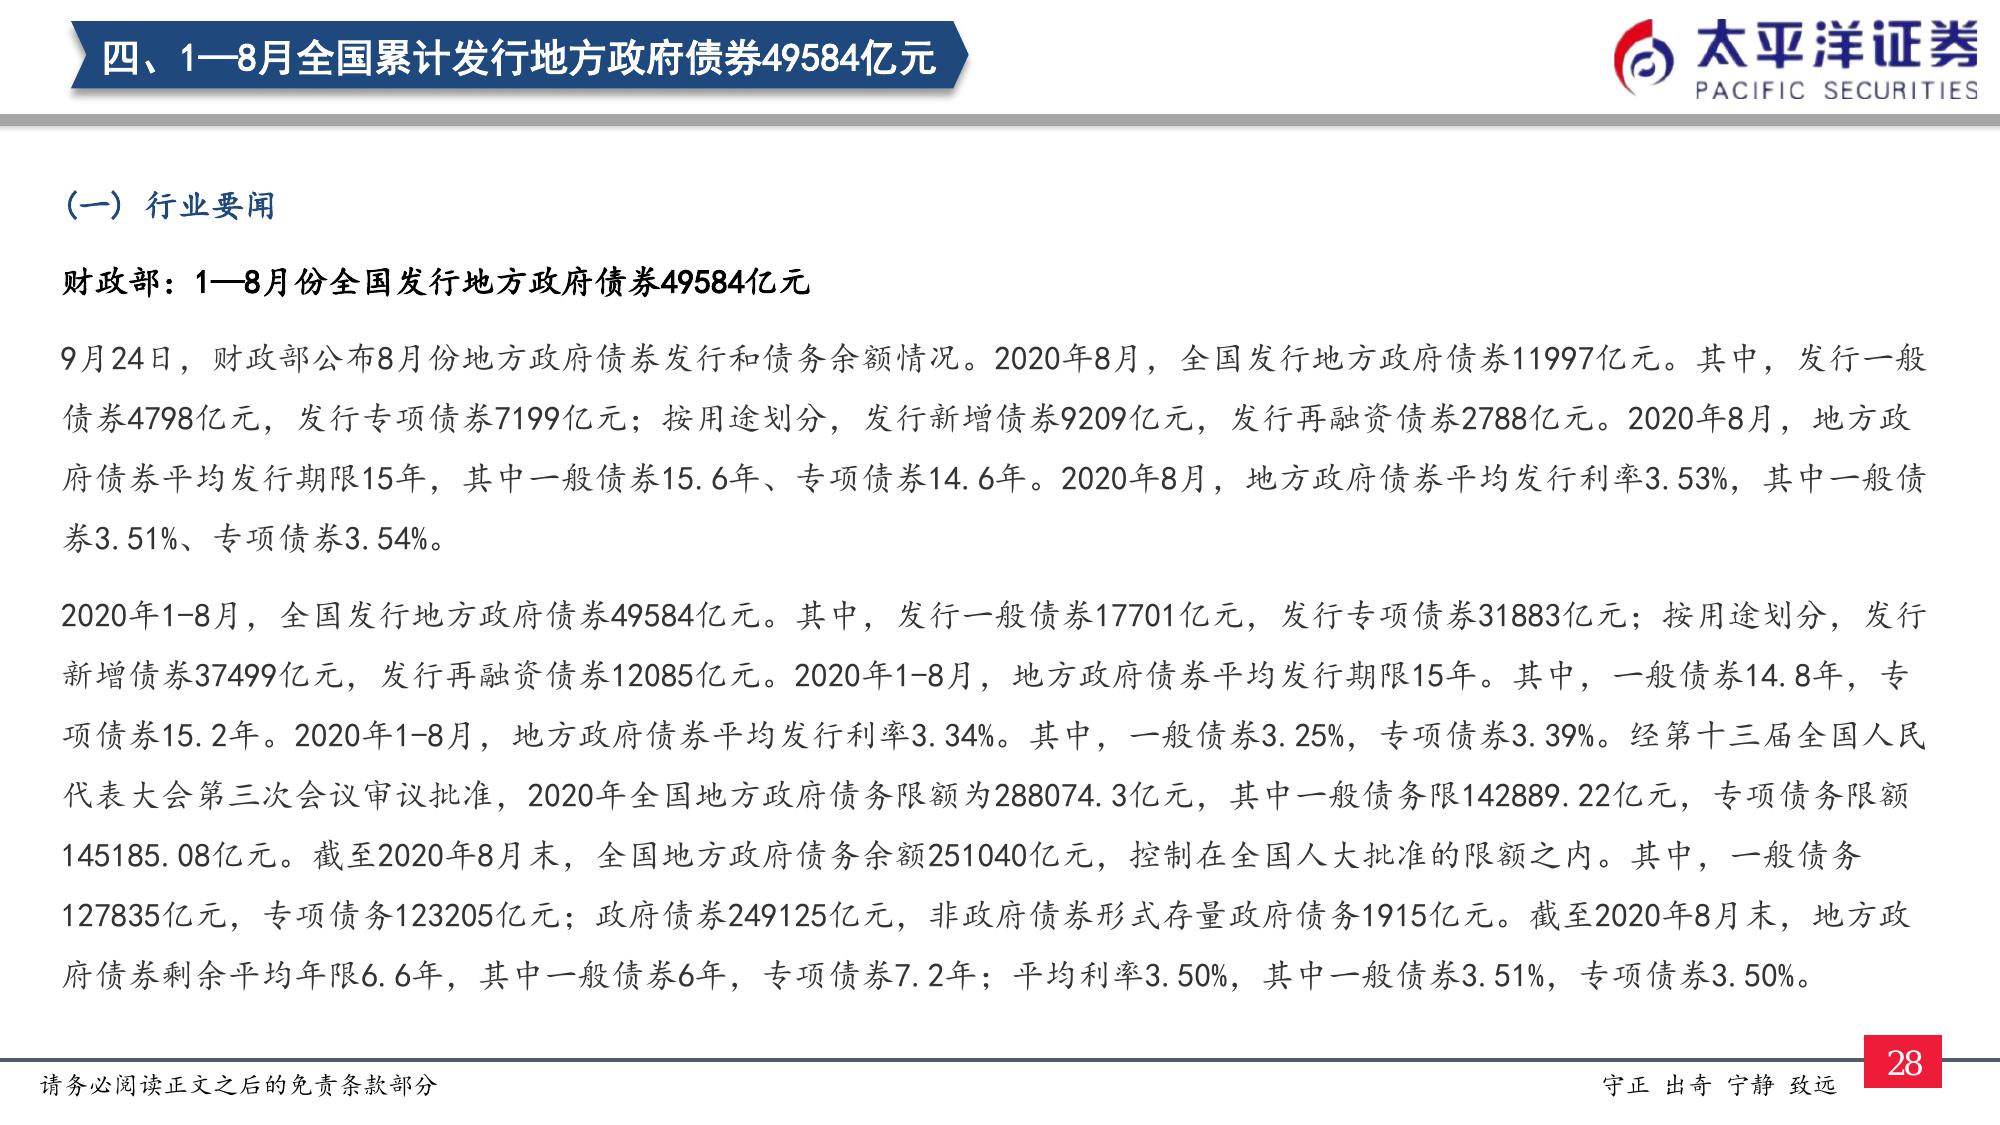 四、1—8月全国累计发行地方政府债券49584亿元
太平洋证券
PACIFIC SECURITIES
(一) 行业要闻
财政部：1—8月份全国发行地方政府债券49584亿元
9月24日，财政部公布8月份地方政府债券发行和债务余额情况。2020年8月，全国发行地方政府债券11997亿元。其中，发行一般
债券4798亿元，发行专项债券7199亿元；按用途划分，发行新增债券9209亿元，发行再融资债券2788亿元。2020年8月，地方政
府债券平均发行期限15年，其中一般债券15.6年、专项债券14.6年。2020年8月，地方政府债券平均发行利率3.53%，其中一般债
券3.51%、专项债券3.54%。
2020年1-8月，全国发行地方政府债券49584亿元。其中，发行一般债券17701亿元，发行专项债券31883亿元；按用途划分，发行
新增债券37499亿元，发行再融资债券12085亿元。2020年1-8月，地方政府债券平均发行期限15年。其中，一般债券14.8年，专
项债券15.2年。2020年1-8月，地方政府债券平均发行利率3.34%。其中，一般债券3.25%，专项债券3.39%。经第十三届全国人民
代表大会第三次会议审议批准，2020年全国地方政府债务限额为288074.3亿元，其中一般债务限142889.22亿元，专项债务限额
145185.08亿元。截至2020年8月末，全国地方政府债务余额251040亿元，控制在全国人大批准的限额之内。其中，一般债务
127835亿元，专项债务123205亿元；政府债券249125亿元，非政府债券形式存量政府债务1915亿元。截至2020年8月末，地方政
府债券剩余平均年限6.6年，其中一般债券6年，专项债券7.2年；平均利率3.50%，其中一般债券3.51%，专项债券3.50%。
请务必阅读正文之后的免责条款部分
守正 出奇 宁静 致远
28